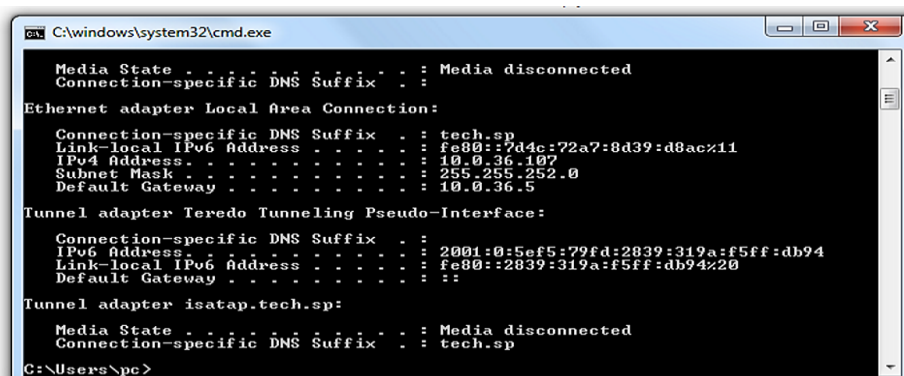 C:\windows\system32\cmd.exe
Media State . . . . . . . . . . . : Media disconnected
Connection-specific DNS Suffix  . :
Ethernet adapter Local Area Connection:
Connection-specific DNS Suffix  . : tech.sp
Link-local IPv6 Address . . . . . : fe80::7d4c:72a7:8d39:d8ac%11
IPv4 Address. . . . . . . . . . . : 10.0.36.107
Subnet Mask . . . . . . . . . . . : 255.255.252.0
Default Gateway . . . . . . . . . : 10.0.36.5
Tunnel adapter Teredo Tunneling Pseudo-Interface:
Connection-specific DNS Suffix  . :
IPv6 Address. . . . . . . . . . . : 2001:0:5ef5:79fd:2839:319a:f5ff:db94
Link-local IPv6 Address . . . . . : fe80::2839:319a:f5ff:db94%20
Default Gateway . . . . . . . . . : ::
Tunnel adapter isatap.tech.sp:
Media State . . . . . . . . . . . : Media disconnected
Connection-specific DNS Suffix  . : tech.sp
C:\Users\pc>